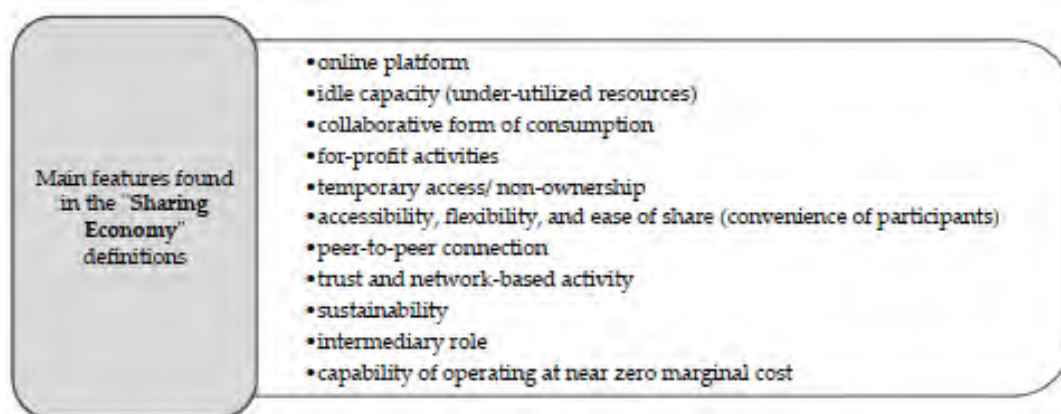 Main features found
in the "Sharing
Economy"
definitions
•online platform
•idle capacity (under-utilized resources)
•collaborative form of consumption
•for-profit activities
•temporary access/ non-ownership
•accessibility, flexibility, and ease of share (convenience of participants)
•peer-to-peer connection
•trust and network-based activity
•sustainability
•intermediary role
•capability of operating at near zero marginal cost